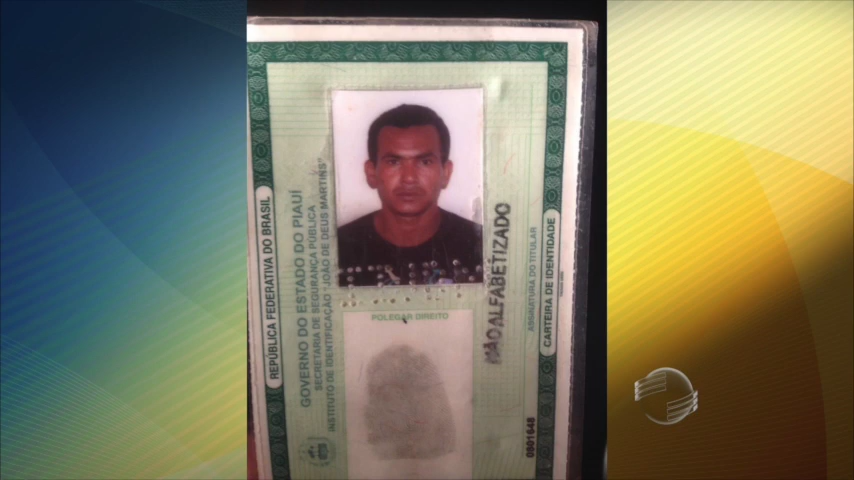 REPÚBLICA FEDERATIVA DO BRASIL
GOVERNO DO ESTADO DO PIAUÍ
SECRETARIA DE SEGURANÇA PÚBLICA
INSTITUTO DE IDENTIFICAÇÃO "JOÃO DE DEUS MARTINS"
POLEGAR DIREITO
NÃO ALFABETIZADO
ASSINATURA DO TITULAR
0801648
CARTEIRA DE IDENTIDADE